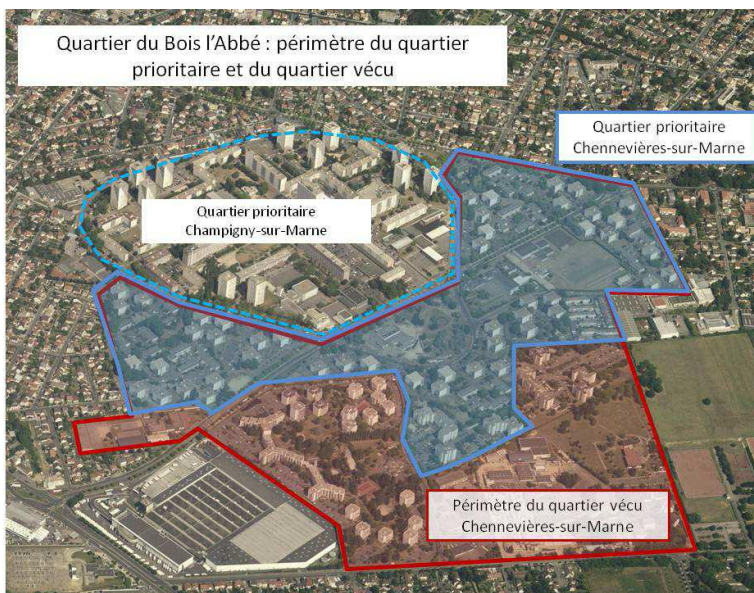 Quartier du Bois l'Abbé : périmètre du quartier
prioritaire et du quartier vécu
Quartier prioritaire
Chennevières-sur-Marne
Quartier prioritaire
Champigny-sur-Marne
Périmètre du quartier vécu
Chennevières-sur-Marne